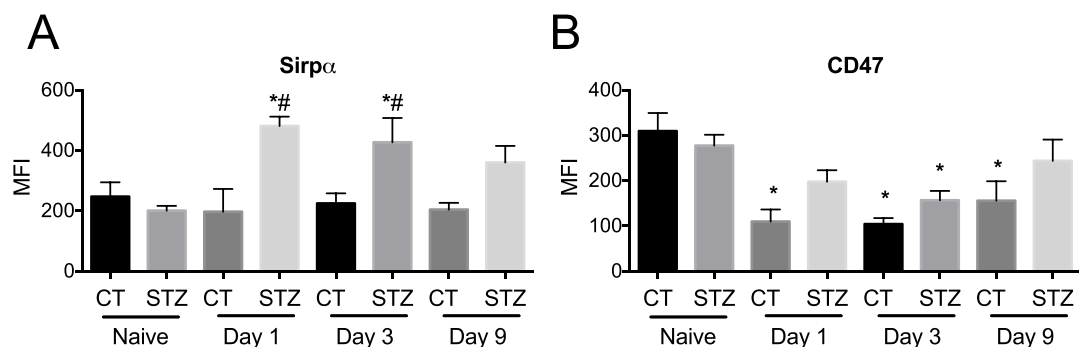 A
Sirpα
600
400
200
0
MFI
*#
*#
CT STZ CT STZ CT STZ CT STZ
Naive Day 1 Day 3 Day 9
B
CD47
400
300
200
100
0
MFI
*
*
*
*
CT STZ CT STZ CT STZ CT STZ
Naive Day 1 Day 3 Day 9